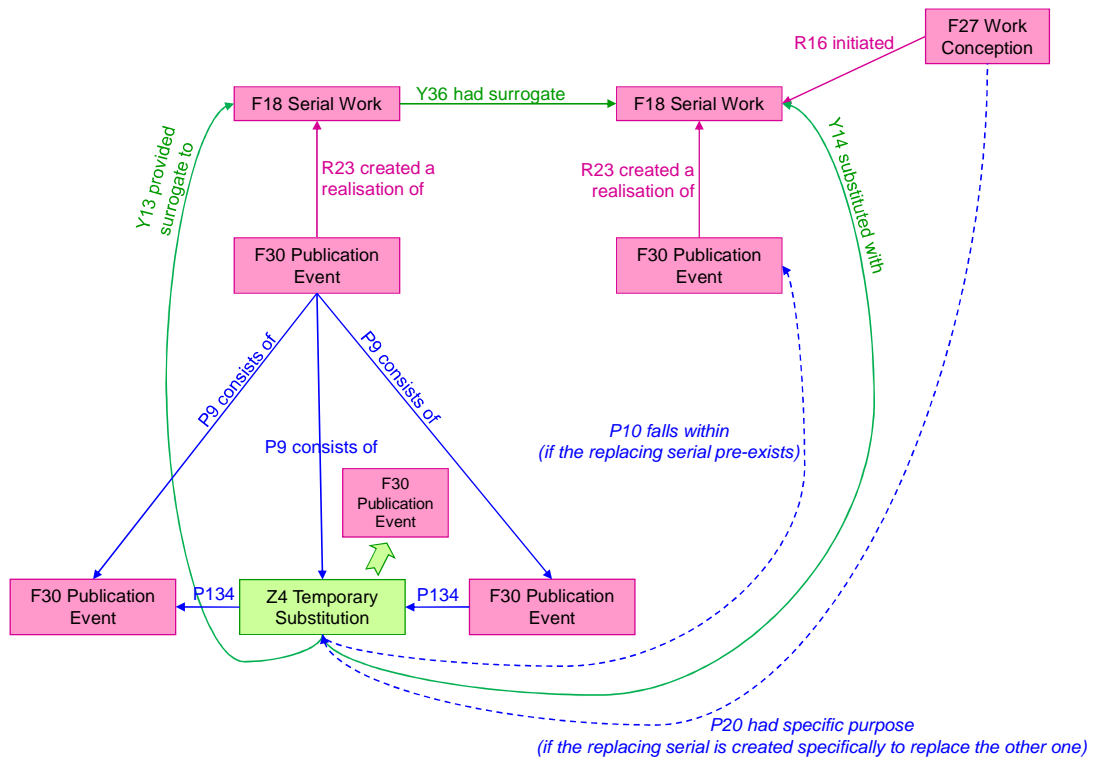 F27 Work
Conception
R16 initiated
F18 Serial Work
Y36 had surrogate
F18 Serial Work
Y13 provided
surrogate to
R23 created a
realisation of
R23 created a
realisation of
Y14 substituted with
F30 Publication
Event
F30 Publication
Event
P9 consists of
P9 consists of
P9 consists of
P10 falls within
(if the replacing serial pre-exists)
F30
Publication
Event
F30 Publication
Event
P134
Z4 Temporary
Substitution
P134
F30 Publication
Event
P20 had specific purpose
(if the replacing serial is created specifically to replace the other one)